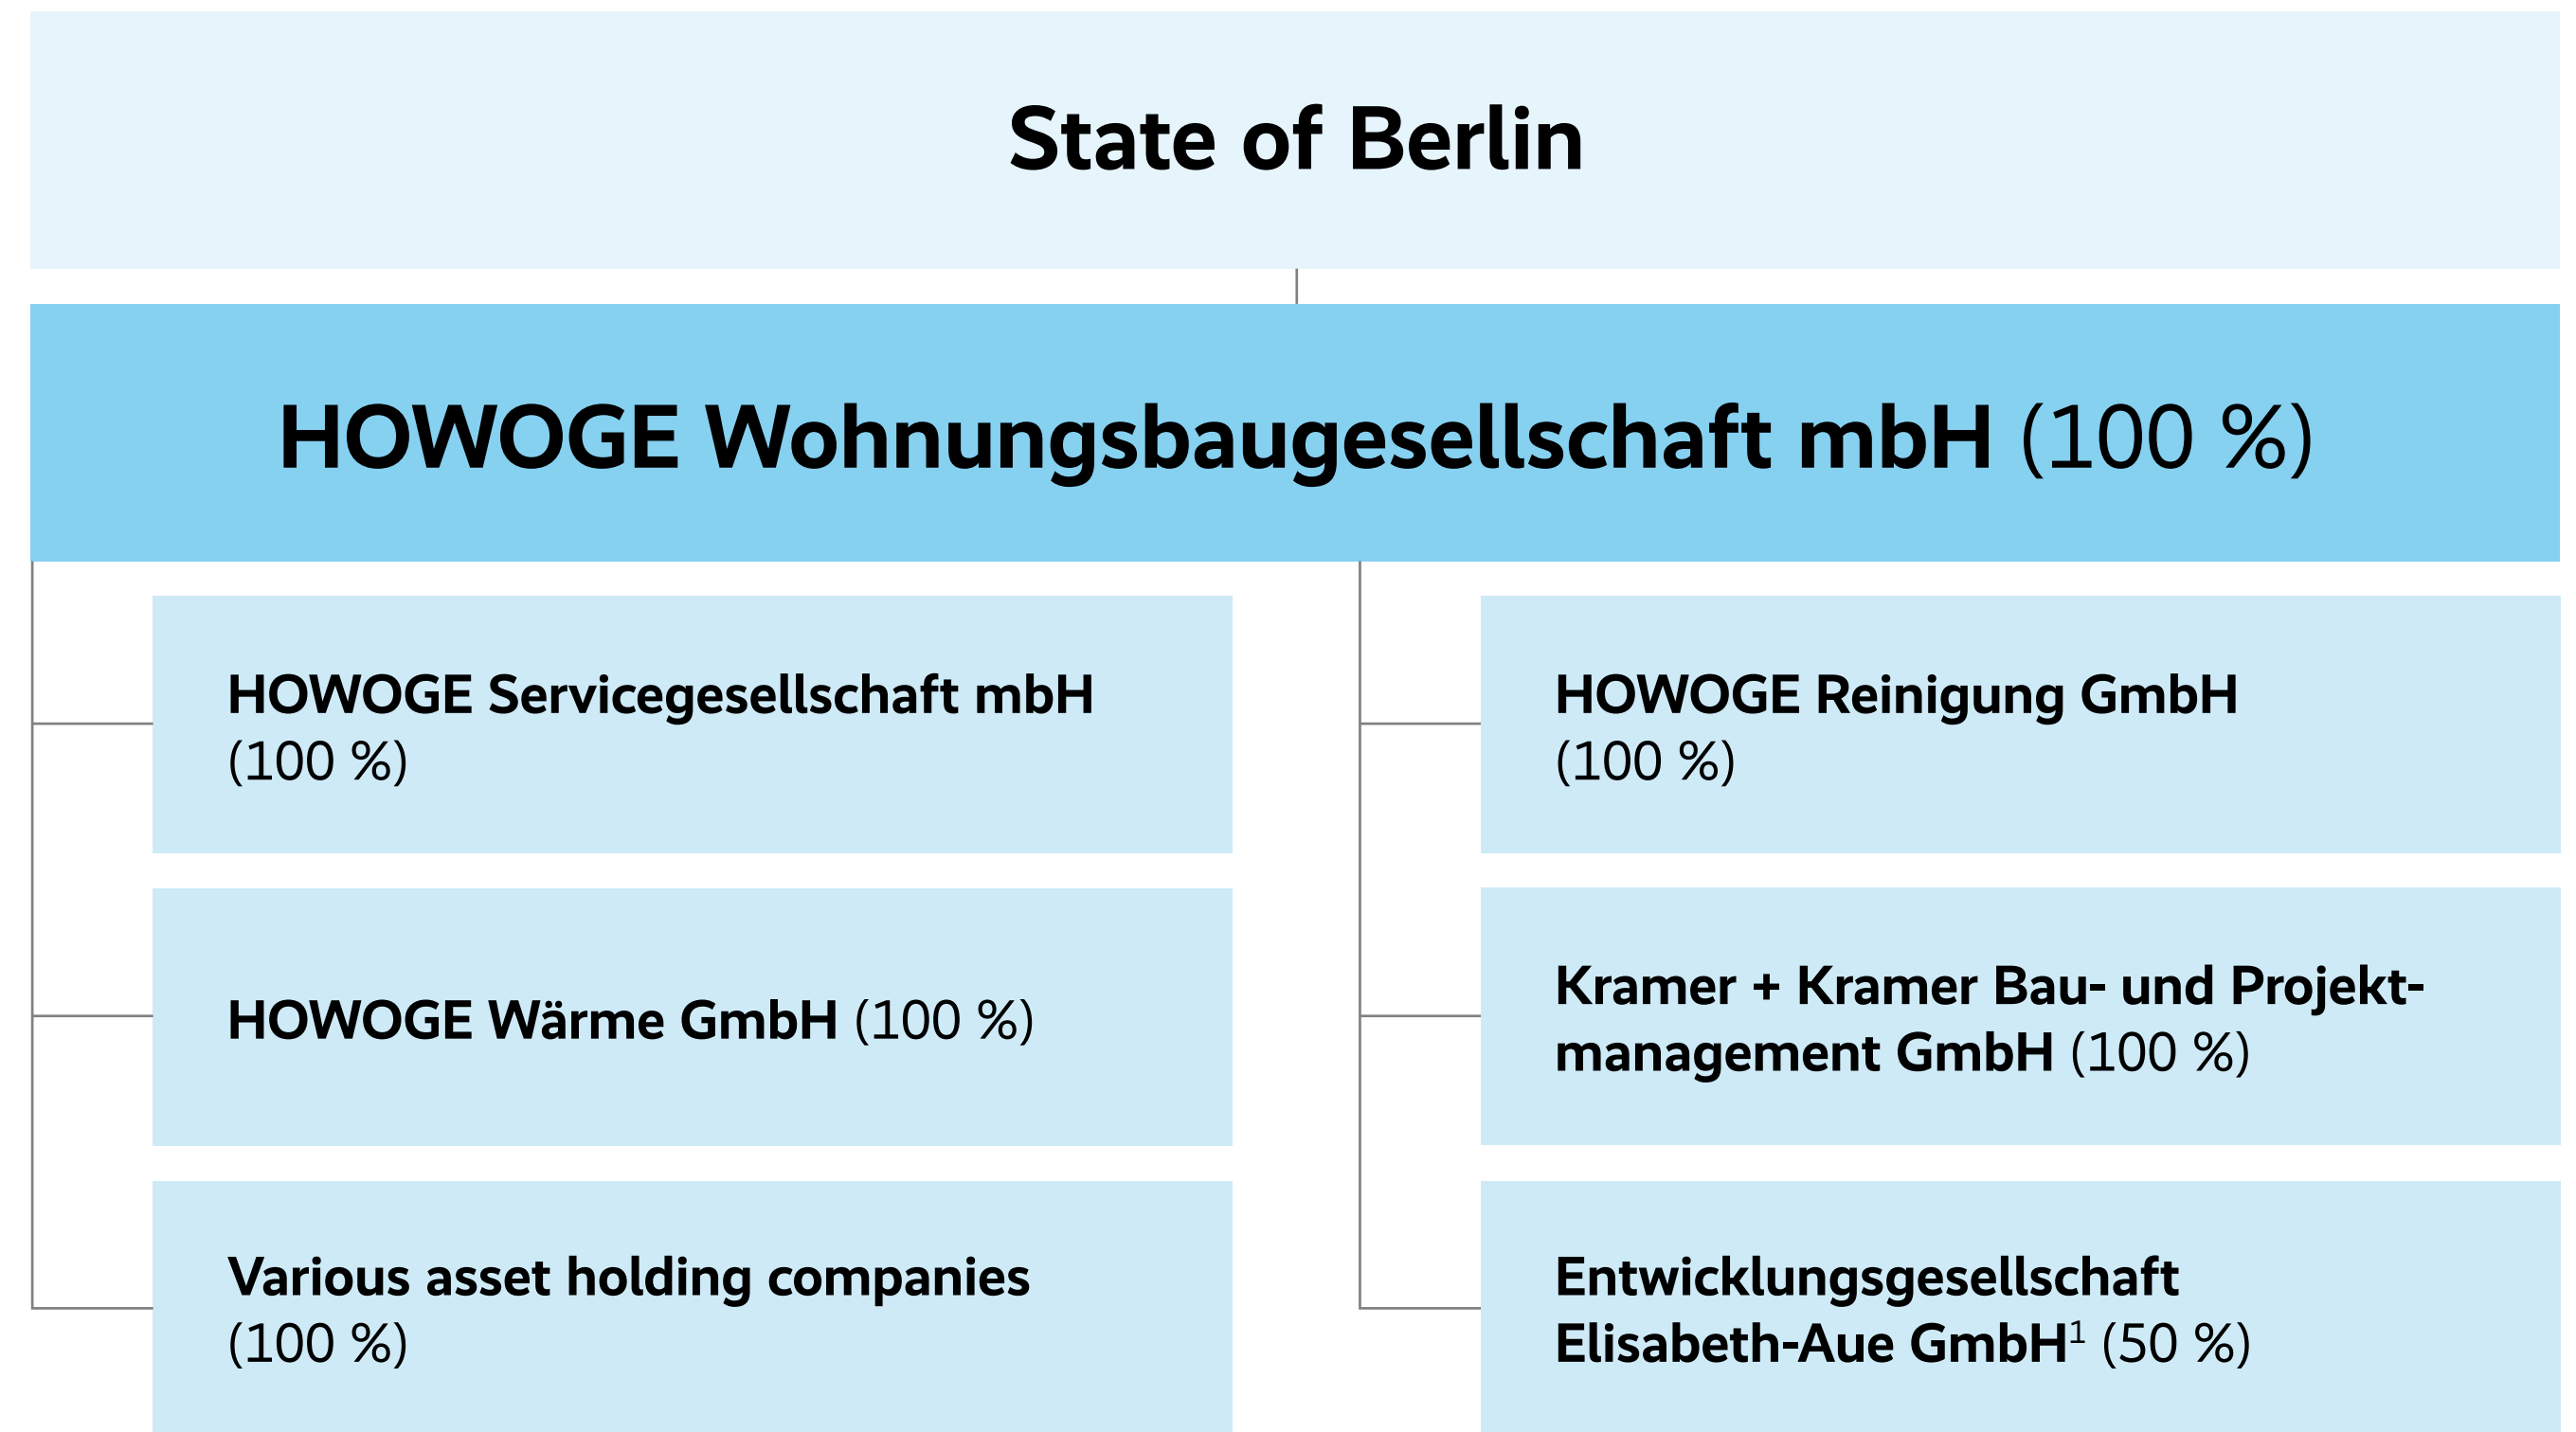 State of Berlin
HOWOGE Wohnungsbaugesellschaft mbH (100 %)
HOWOGE Servicegesellschaft mbH
(100 %)
HOWOGE Wärme GmbH (100 %)
Various asset holding companies
(100 %)
HOWOGE Reinigung GmbH
(100 %)
Kramer + Kramer Bau- und Projekt-
management GmbH (100 %)
Entwicklungsgesellschaft
Elisabeth-Aue GmbH¹ (50 %)